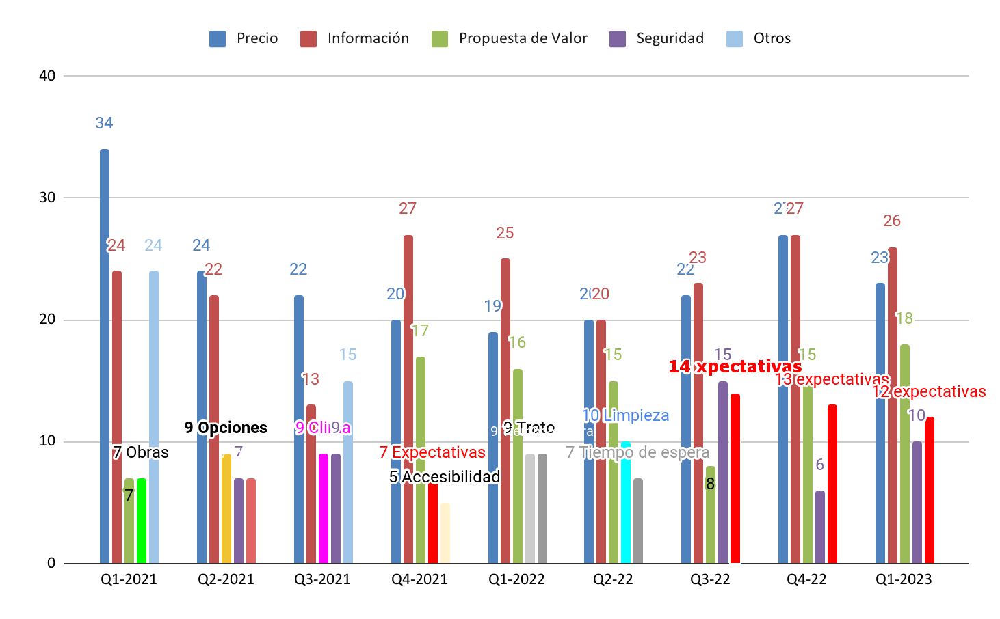 Precio Información Propuesta de Valor Seguridad Otros
40
34
30
27
27 27
26
25
24 24
24
23
23
22
22
22
20
20 20
19
20
18
17
16
15
15
15
15
14 xpectativas
13
13 expectativas
12 expectativas
10 Limpieza
10
9 Opciones
9
9
9 Trato
10
7 Obras
7
7 Expectativas
7 Tiempo de espera
6
5 Accesibilidad
8
7
0
Q1-2021 Q2-2021 Q3-2021 Q4-2021 Q1-2022 Q2-22 Q3-22 Q4-22 Q1-2023